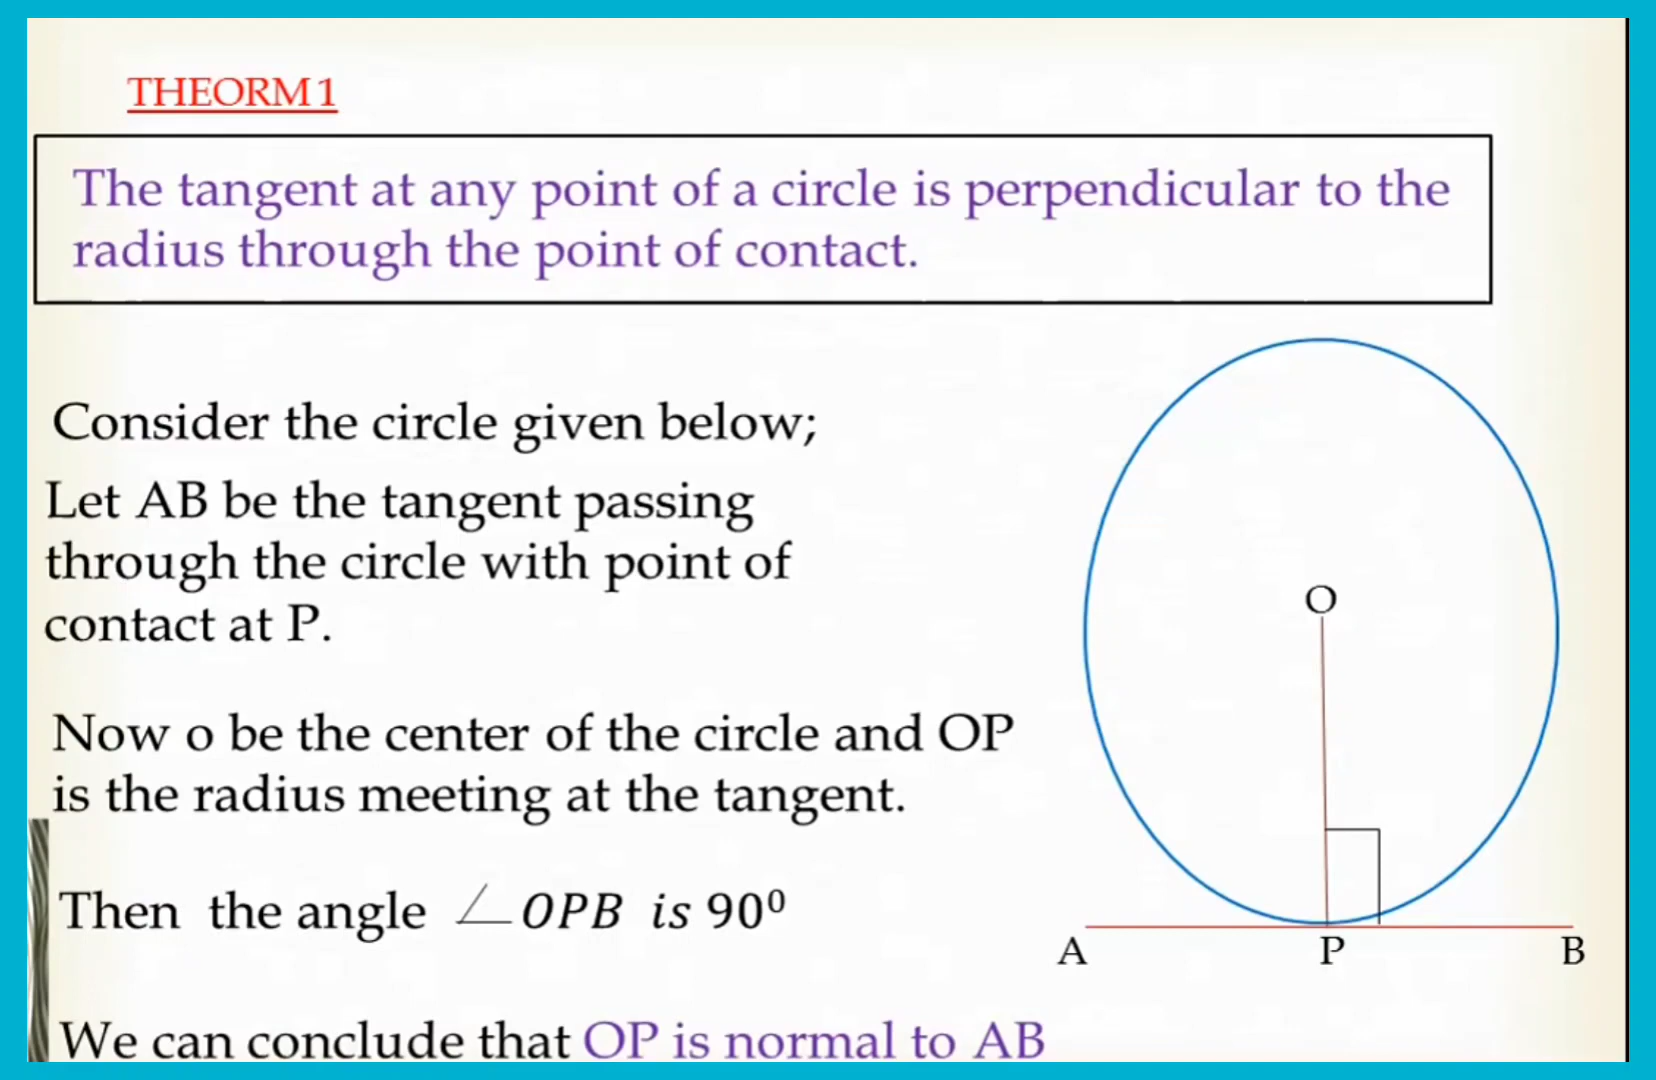 THEORM 1
The tangent at any point of a circle is perpendicular to the
radius through the point of contact.
Consider the circle given below;
Let AB be the tangent passing
through the circle with point of
contact at P.
Now o be the center of the circle and OP
is the radius meeting at the tangent.
Then the angle ∠OPB is 90⁰
We can conclude that OP is normal to AB
O
A
P
B